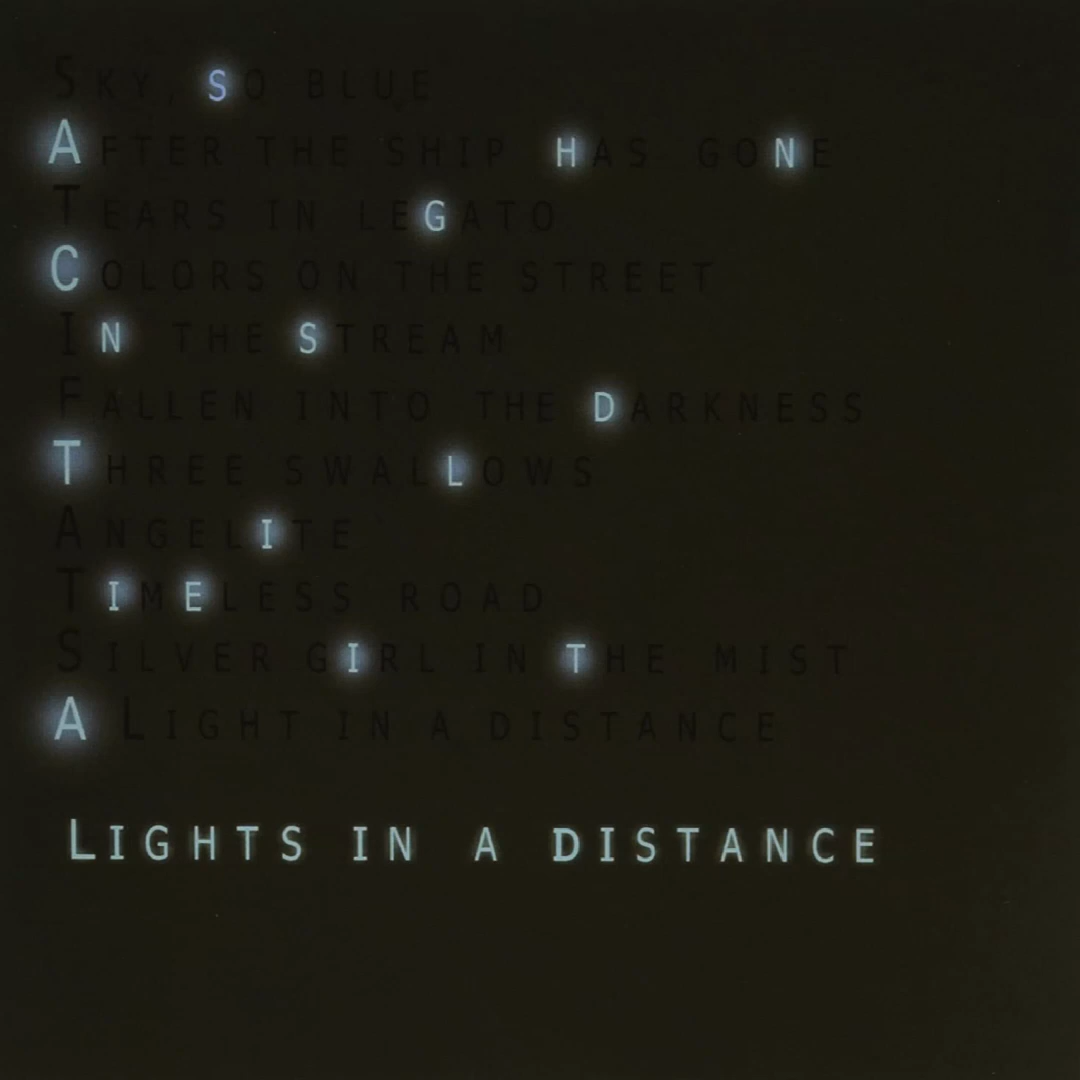 SKY, SO BLUE
AFTER THE SHIP HAS GONE
TEARS IN LEGATO
COLORS ON THE STREET
IN THE STREAM
FALLEN INTO THE DARKNESS
THREE SWALLOWS
ANGELITE
TIMELESS ROAD
SILVER GIRL IN THE MIST
A LIGHT IN A DISTANCE
LIGHTS IN A DISTANCE